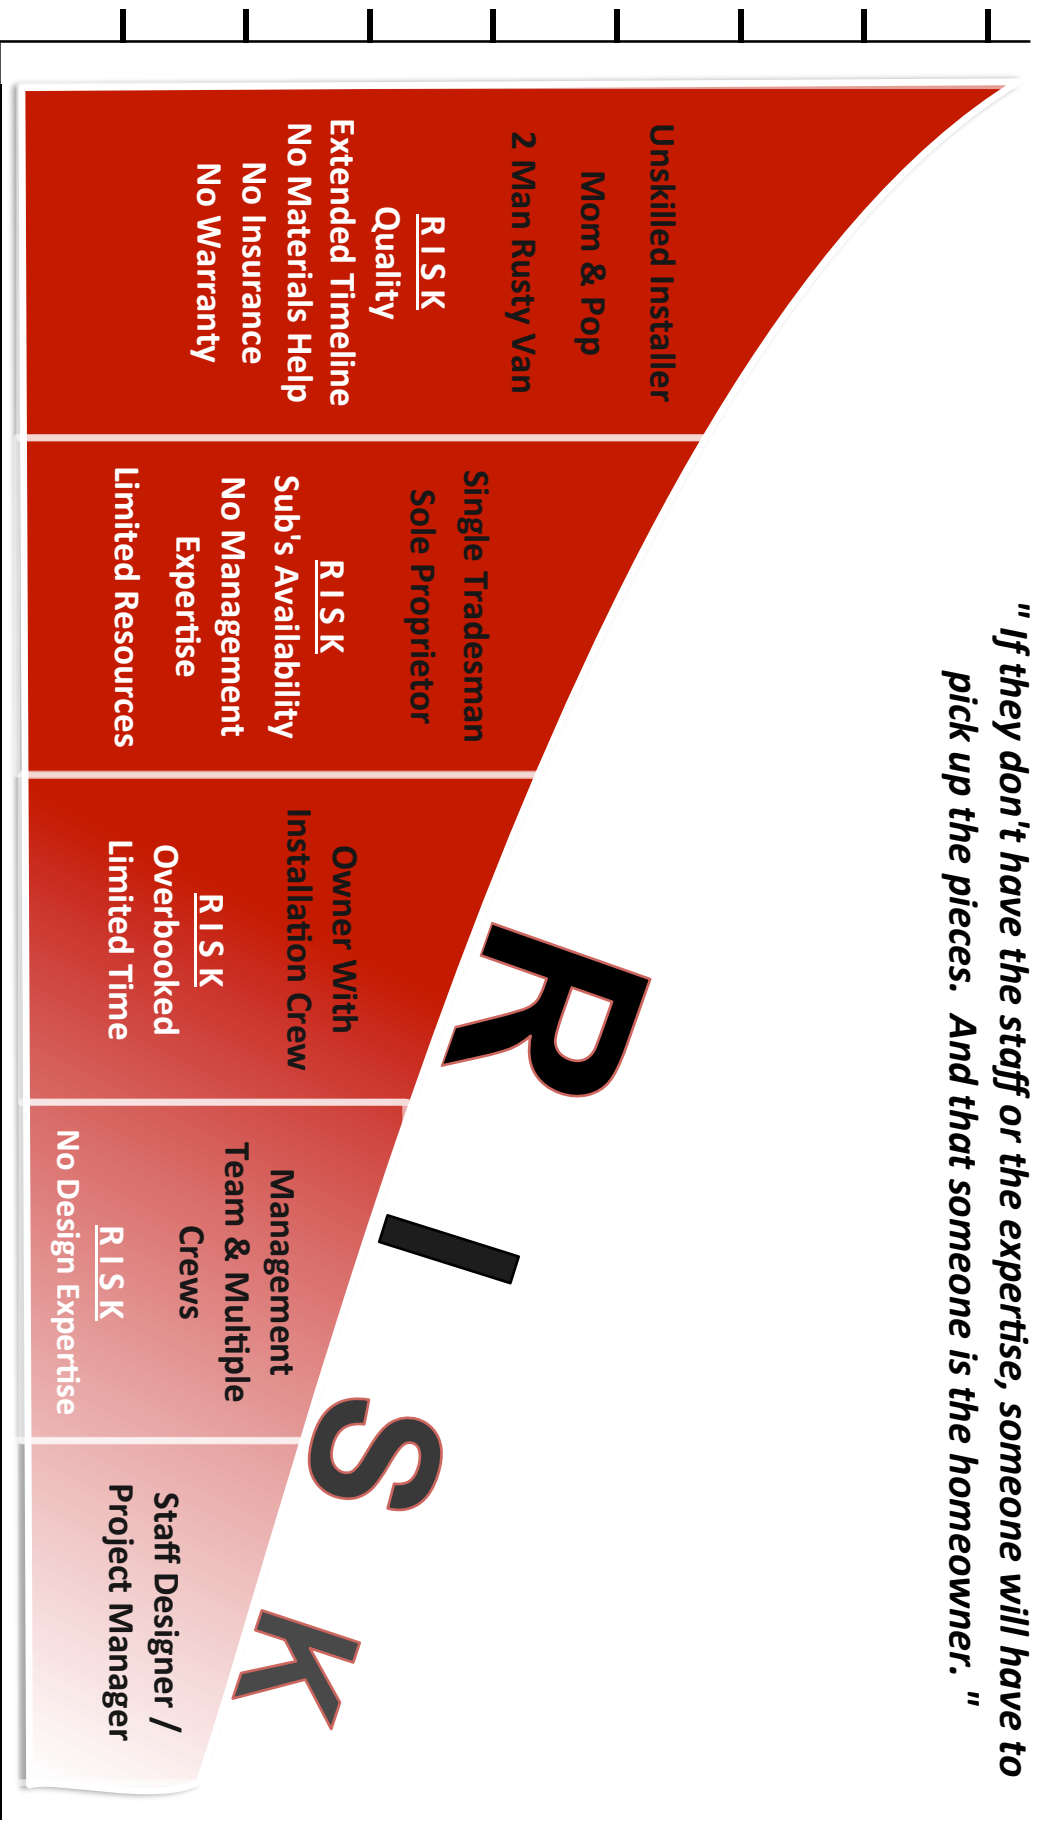 " If they don't have the staff or the expertise, someone will have to
pick up the pieces.  And that someone is the homeowner. "
RISK
Unskilled Installer
Mom & Pop
2 Man Rusty Van
RISK
Quality
Extended Timeline
No Materials Help
No Insurance
No Warranty
Single Tradesman
Sole Proprietor
RISK
Sub's Availability
No Management
Expertise
Limited Resources
Owner With
Installation Crew
RISK
Overbooked
Limited Time
Management
Team & Multiple
Crews
RISK
No Design Expertise
Staff Designer /
Project Manager